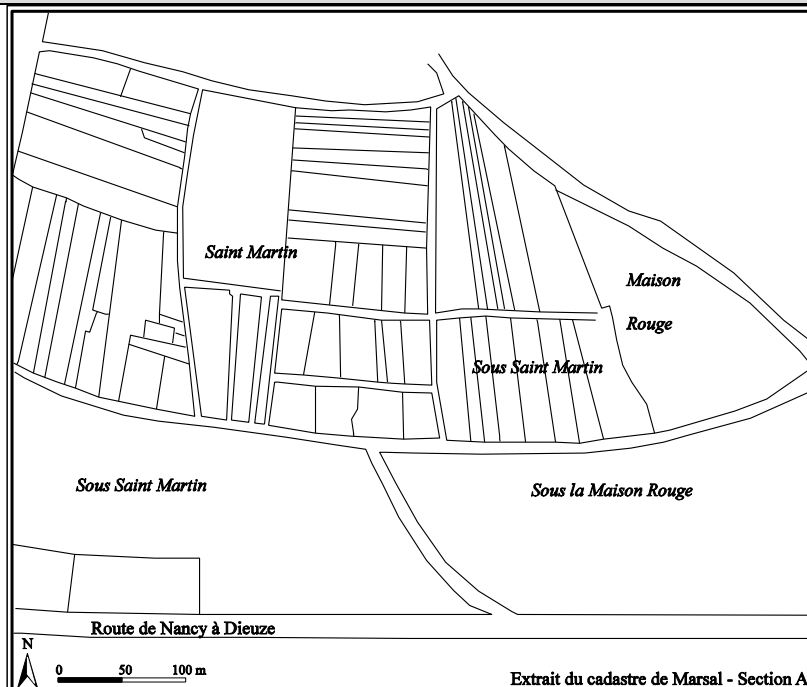 Saint Martin
Maison
Rouge
Sous Saint Martin
Sous Saint Martin
Sous la Maison Rouge
Route de Nancy à Dieuze
N
0 50 100 m
Extrait du cadastre de Marsal - Section A